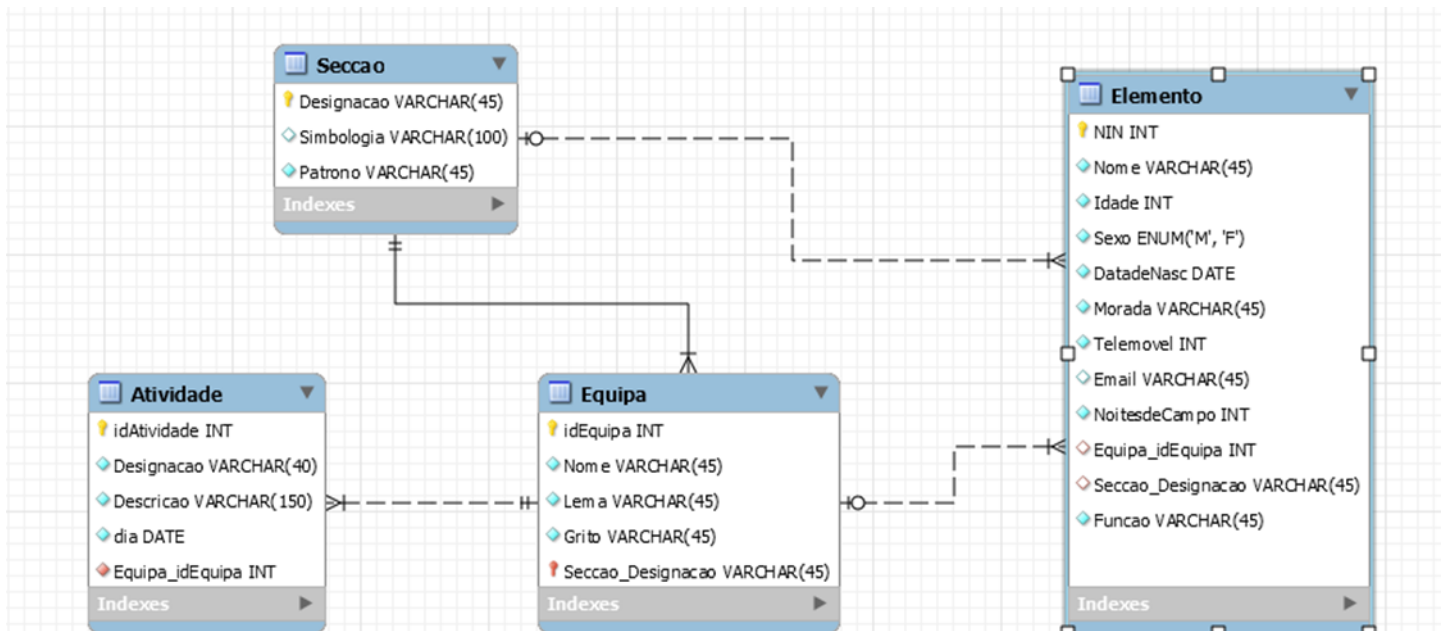 Seccao
Designacao VARCHAR(45)
Simbologia VARCHAR(100)
Patrono VARCHAR(45)
Indexes
Elemento
NIN INT
Nome VARCHAR(45)
Idade INT
Sexo ENUM('M', 'F')
DatadeNasc DATE
Morada VARCHAR(45)
Telemovel INT
Email VARCHAR(45)
NoitesdeCampo INT
Equipa_idEquipa INT
Seccao_Designacao VARCHAR(45)
Funcao VARCHAR(45)
Indexes
Atividade
idAtividade INT
Designacao VARCHAR(40)
Descricao VARCHAR(150)
dia DATE
Equipa_idEquipa INT
Indexes
Equipa
idEquipa INT
Nome VARCHAR(45)
Lema VARCHAR(45)
Grito VARCHAR(45)
Seccao_Designacao VARCHAR(45)
Indexes